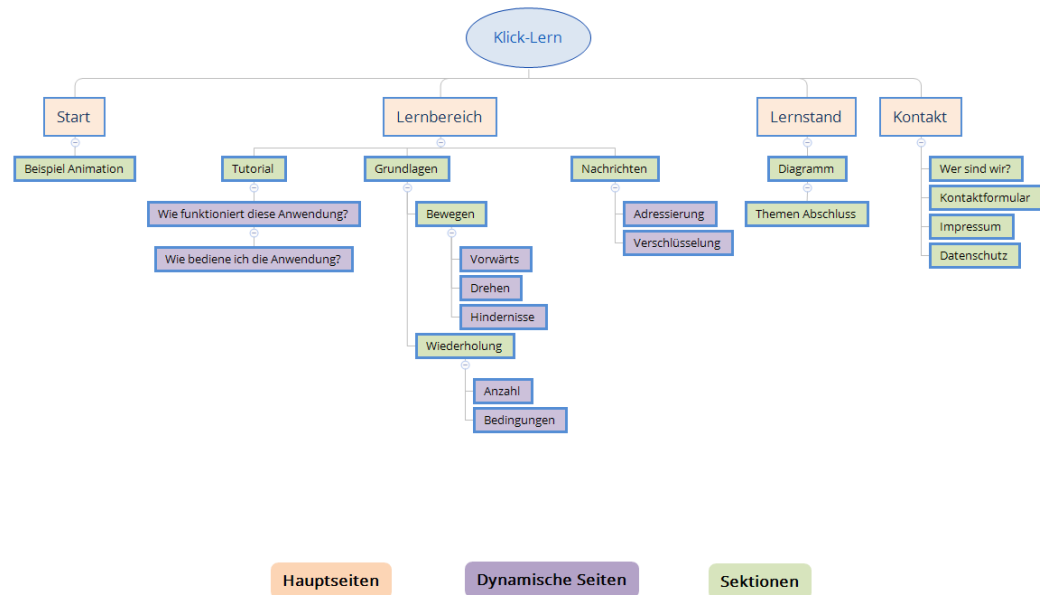 Klick-Lern
Start
Lernbereich
Lernstand
Kontakt
Beispiel Animation
Tutorial
Grundlagen
Nachrichten
Diagramm
Wer sind wir?
Wie funktioniert diese Anwendung?
Bewegen
Adressierung
Themen Abschluss
Kontaktformular
Impressum
Verschlüsselung
Datenschutz
Wie bediene ich die Anwendung?
Vorwärts
Drehen
Hindernisse
Wiederholung
Anzahl
Bedingungen
Hauptseiten
Dynamische Seiten
Sektionen